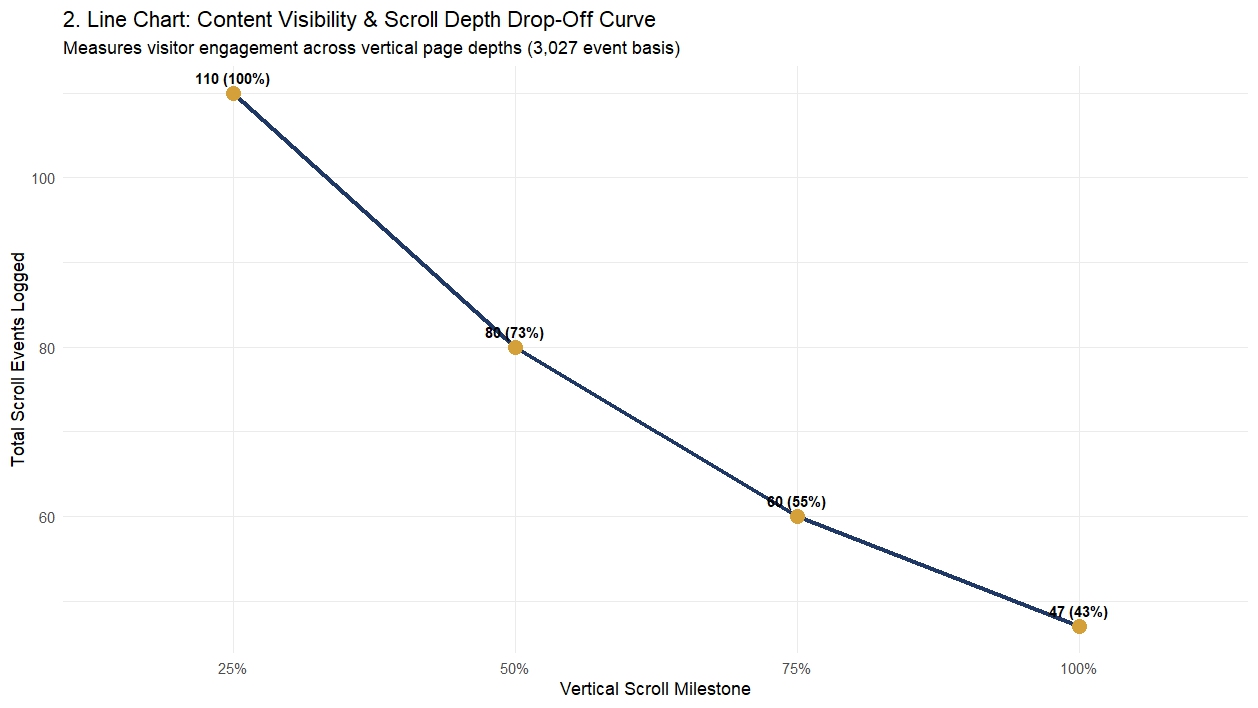 2. Line Chart: Content Visibility & Scroll Depth Drop-Off Curve
Measures visitor engagement across vertical page depths (3,027 event basis)
110 (100%)
100
80 (73%)
80
60 (55%)
60
47 (43%)
Total Scroll Events Logged
25%
50%
75%
100%
Vertical Scroll Milestone